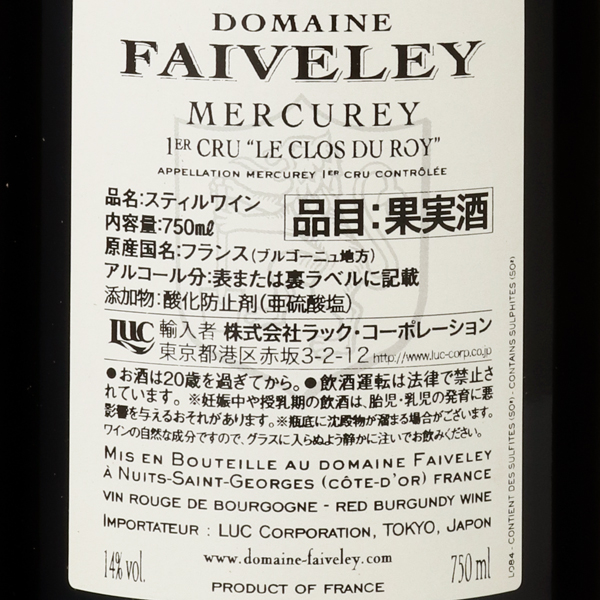 DOMAINE
FAIVELEY
MERCUREY
1ER CRU "LE CLOS DU ROY"
APPELLATION MERCUREY 1ER CRU CONTRÔLÉE
品名:スティルワイン
品目:果実酒
内容量:750mℓ
原産国名:フランス(ブルゴーニュ地方)
アルコール分:表または裏ラベルに記載
添加物:酸化防止剤(亜硫酸塩)
LUC 輸入者 株式会社ラック・コーポレーション
東京都港区赤坂3-2-12 http://www.luc-corp.co.jp
●お酒は20歳を過ぎてから。●飲酒運転は法律で禁止さ
れています。※妊娠中や授乳期の飲酒は、胎児・乳児の発育に悪
影響を与えるおそれがあります。※瓶底に沈殿物が溜まる場合がございます。
ワインの自然な成分ですので、グラスに入らぬよう静かに注いでお飲みください。
MIS EN BOUTEILLE AU DOMAINE FAIVELEY
À NUITS-SAINT-GEORGES (CÔTE-D'OR) FRANCE
VIN ROUGE DE BOURGOGNE - RED BURGUNDY WINE
IMPORTATEUR : LUC CORPORATION, TOKYO, JAPON
14% vol.
www.domaine-faiveley.com
750 ml
PRODUCT OF FRANCE
L084 - CONTIENT DES SULFITES (SO²) - CONTAINS SULPHITES (SO²)